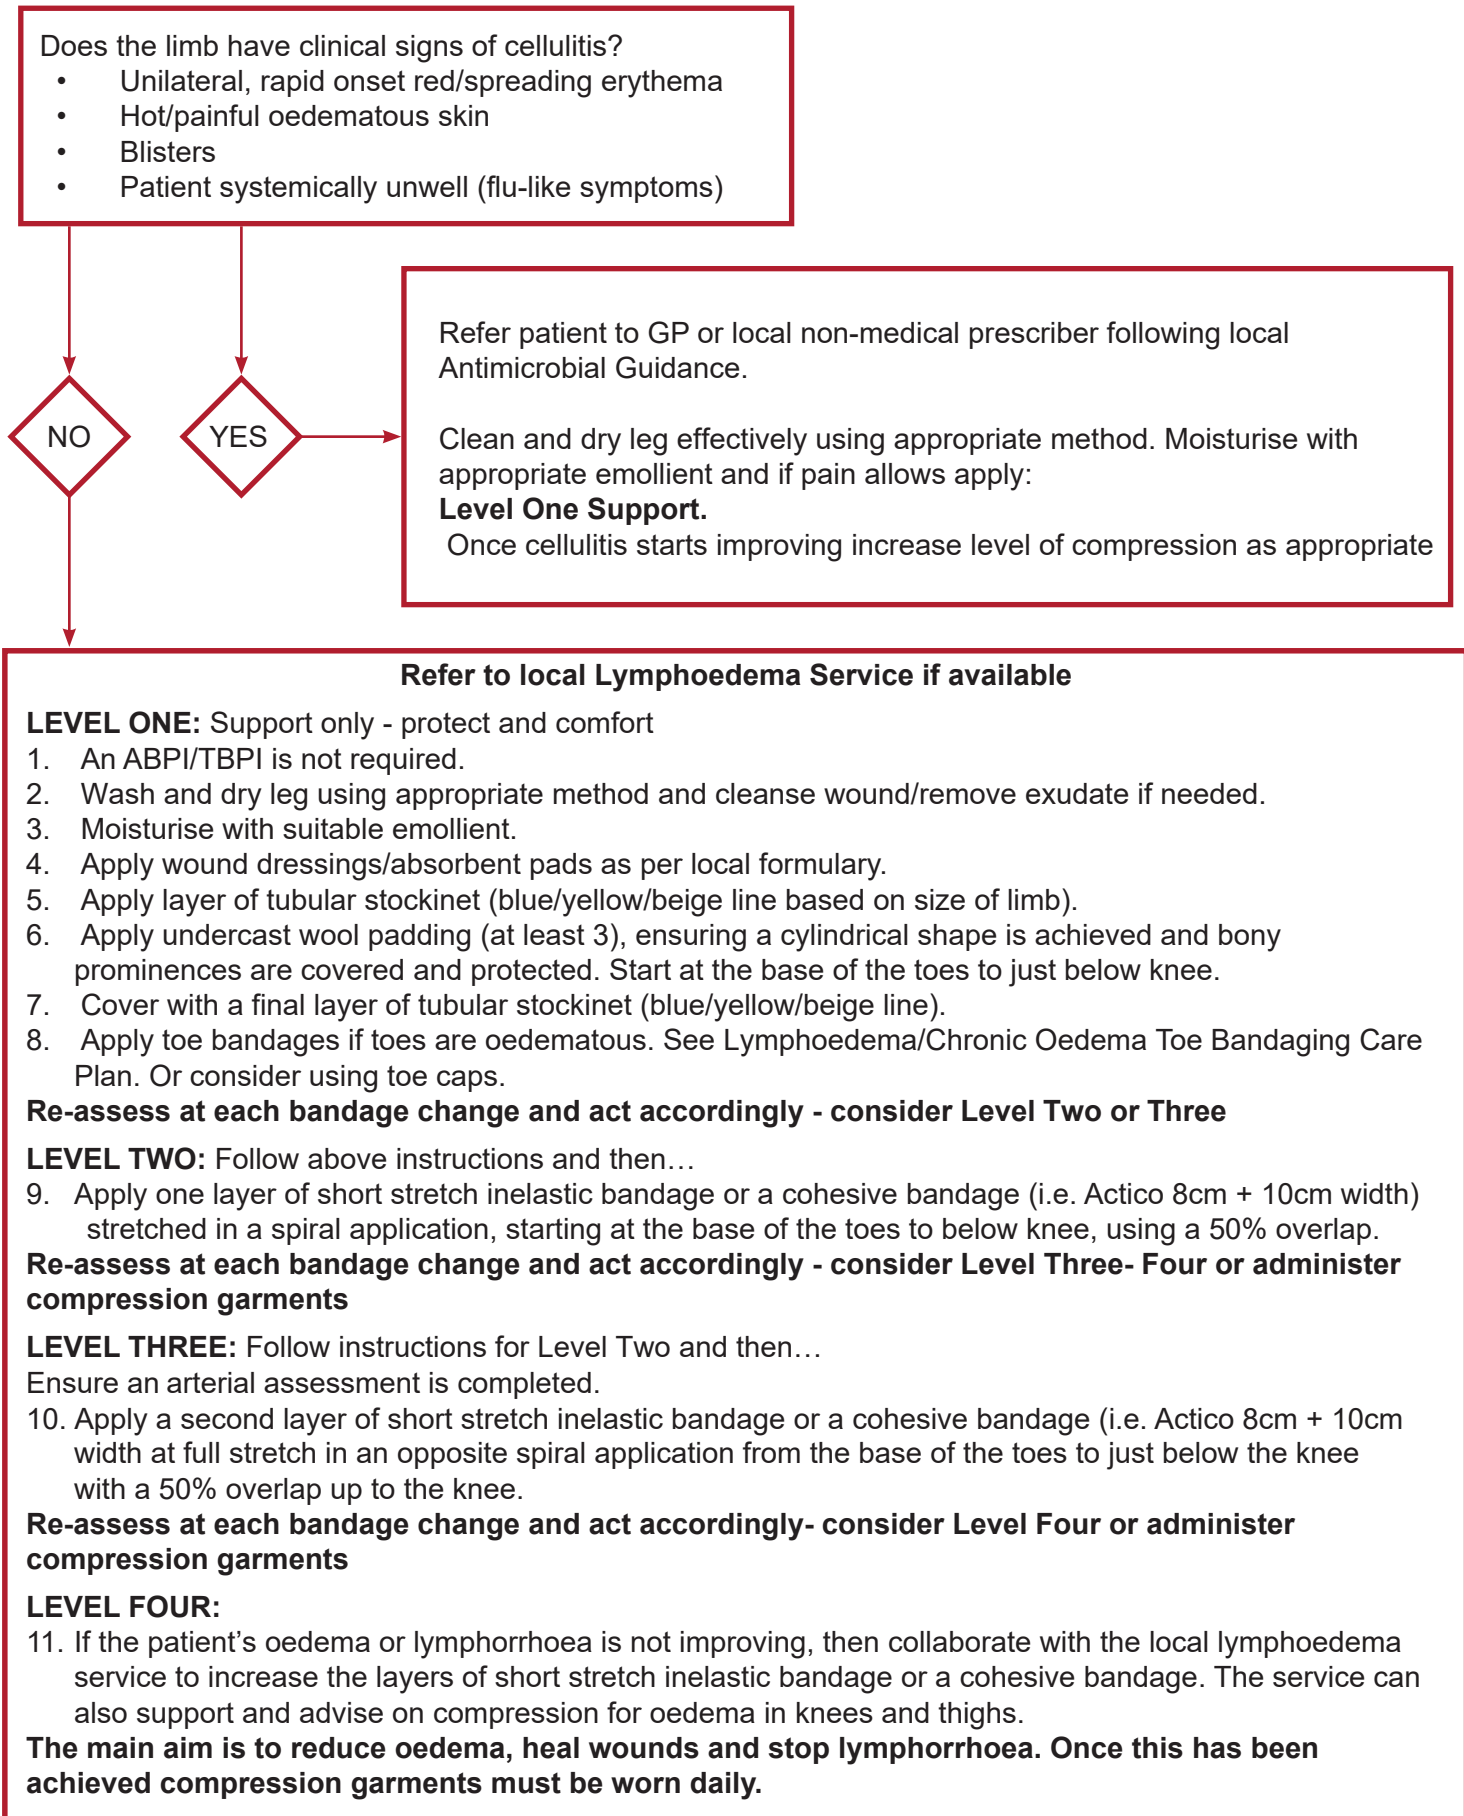 Does the limb have clinical signs of cellulitis?
• Unilateral, rapid onset red/spreading erythema
• Hot/painful oedematous skin
• Blisters
• Patient systemically unwell (flu-like symptoms)
NO
YES
Refer patient to GP or local non-medical prescriber following local
Antimicrobial Guidance.
Clean and dry leg effectively using appropriate method. Moisturise with
appropriate emollient and if pain allows apply:
Level One Support.
Once cellulitis starts improving increase level of compression as appropriate
Refer to local Lymphoedema Service if available
LEVEL ONE: Support only - protect and comfort
1. An ABPI/TBPI is not required.
2. Wash and dry leg using appropriate method and cleanse wound/remove exudate if needed.
3. Moisturise with suitable emollient.
4. Apply wound dressings/absorbent pads as per local formulary.
5. Apply layer of tubular stockinet (blue/yellow/beige line based on size of limb).
6. Apply undercast wool padding (at least 3), ensuring a cylindrical shape is achieved and bony
prominences are covered and protected. Start at the base of the toes to just below knee.
7. Cover with a final layer of tubular stockinet (blue/yellow/beige line).
8. Apply toe bandages if toes are oedematous. See Lymphoedema/Chronic Oedema Toe Bandaging Care
Plan. Or consider using toe caps.
Re-assess at each bandage change and act accordingly - consider Level Two or Three
LEVEL TWO: Follow above instructions and then…
9. Apply one layer of short stretch inelastic bandage or a cohesive bandage (i.e. Actico 8cm + 10cm width)
stretched in a spiral application, starting at the base of the toes to below knee, using a 50% overlap.
Re-assess at each bandage change and act accordingly - consider Level Three- Four or administer
compression garments
LEVEL THREE: Follow instructions for Level Two and then…
Ensure an arterial assessment is completed.
10. Apply a second layer of short stretch inelastic bandage or a cohesive bandage (i.e. Actico 8cm + 10cm
width at full stretch in an opposite spiral application from the base of the toes to just below the knee
with a 50% overlap up to the knee.
Re-assess at each bandage change and act accordingly- consider Level Four or administer
compression garments
LEVEL FOUR:
11. If the patient’s oedema or lymphorrhoea is not improving, then collaborate with the local lymphoedema
service to increase the layers of short stretch inelastic bandage or a cohesive bandage. The service can
also support and advise on compression for oedema in knees and thighs.
The main aim is to reduce oedema, heal wounds and stop lymphorrhoea. Once this has been
achieved compression garments must be worn daily.